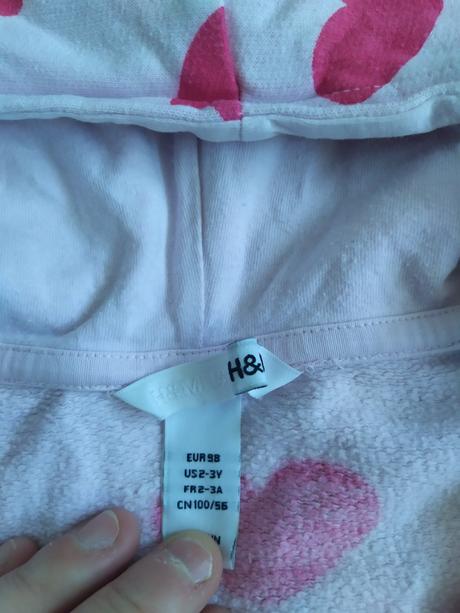 H&
EUR98
US2-3Y
FR2-3A
CN100/56